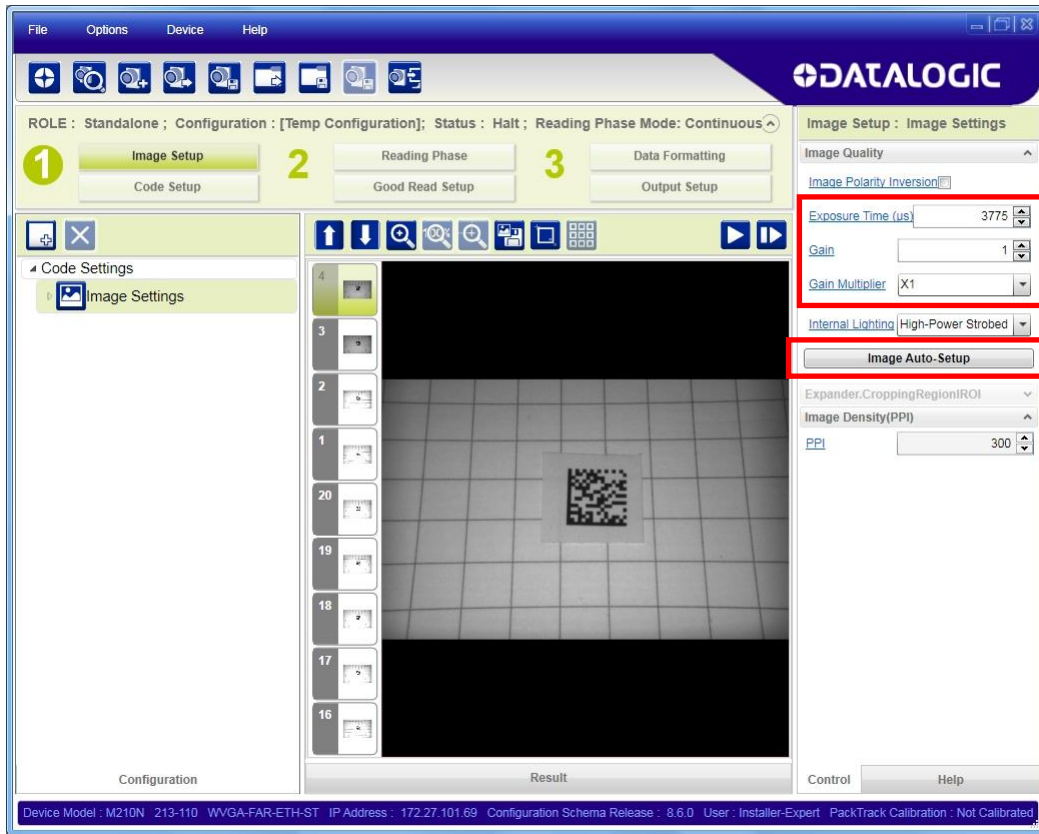 File Options Device Help
DATALOGIC
ROLE : Standalone ; Configuration : [Temp Configuration]; Status : Halt ; Reading Phase Mode: Continuous
1
Image Setup
Code Setup
2
Reading Phase
Good Read Setup
3
Data Formatting
Output Setup
Code Settings
Image Settings
4
3
2
1
20
19
18
17
16
Configuration
Result
Image Setup : Image Settings
Image Quality
Image Polarity Inversion
Exposure Time (µs) 3775
Gain 1
Gain Multiplier X1
Internal Lighting High-Power Strobed
Image Auto-Setup
Expander.CroppingRegionIROI
Image Density(PPI)
PPI 300
Control Help
Device Model : M210N 213-110 WVGA-FAR-ETH-ST IP Address : 172.27.101.69 Configuration Schema Release : 8.6.0 User : Installer-Expert PackTrack Calibration : Not Calibrated